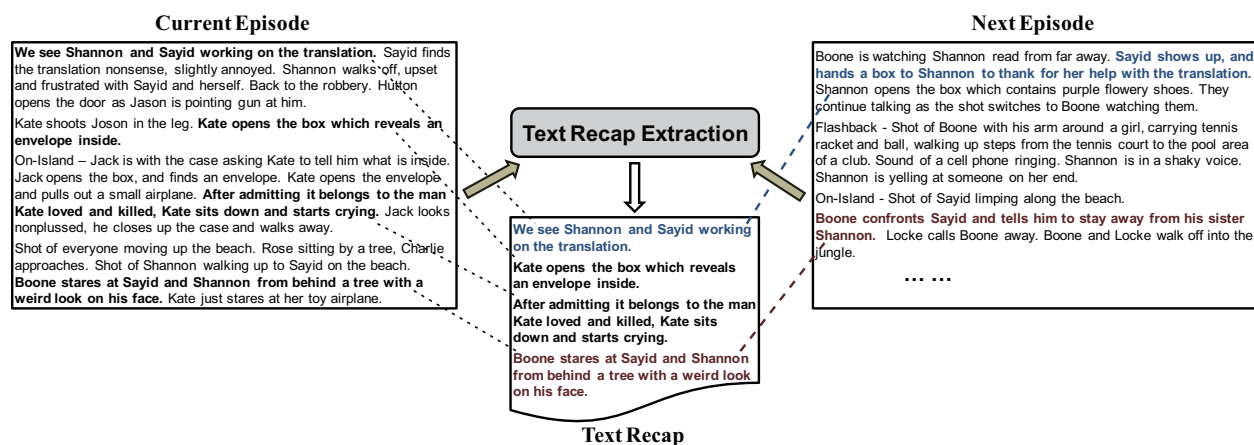 Current Episode
We see Shannon and Sayid working on the translation. Sayid finds
the translation nonsense, slightly annoyed. Shannon walks off, upset
and frustrated with Sayid and herself. Back to the robbery. Hutton
opens the door as Jason is pointing gun at him.
Kate shoots Joson in the leg. Kate opens the box which reveals an
envelope inside.
On-Island – Jack is with the case asking Kate to tell him what is inside.
Jack opens the box, and finds an envelope. Kate opens the envelope
and pulls out a small airplane. After admitting it belongs to the man
Kate loved and killed, Kate sits down and starts crying. Jack looks
nonplussed, he closes up the case and walks away.
Shot of everyone moving up the beach. Rose sitting by a tree, Charlie
approaches. Shot of Shannon walking up to Sayid on the beach.
Boone stares at Sayid and Shannon from behind a tree with a
weird look on his face. Kate just stares at her toy airplane.
Text Recap Extraction
We see Shannon and Sayid working
on the translation.
Kate opens the box which reveals
an envelope inside.
After admitting it belongs to the man
Kate loved and killed, Kate sits
down and starts crying.
Boone stares at Sayid and Shannon
from behind a tree with a weird look
on his face.
Text Recap
Next Episode
Boone is watching Shannon read from far away. Sayid shows up, and
hands a box to Shannon to thank for her help with the translation.
Shannon opens the box which contains purple flowery shoes. They
continue talking as the shot switches to Boone watching them.
Flashback - Shot of Boone with his arm around a girl, carrying tennis
racket and ball, walking up steps from the tennis court to the pool area
of a club. Sound of a cell phone ringing. Shannon is in a shaky voice.
Shannon is yelling at someone on her end.
On-Island - Shot of Sayid limping along the beach.
Boone confronts Sayid and tells him to stay away from his sister
Shannon. Locke calls Boone away. Boone and Locke walk off into the
jungle.
... ...